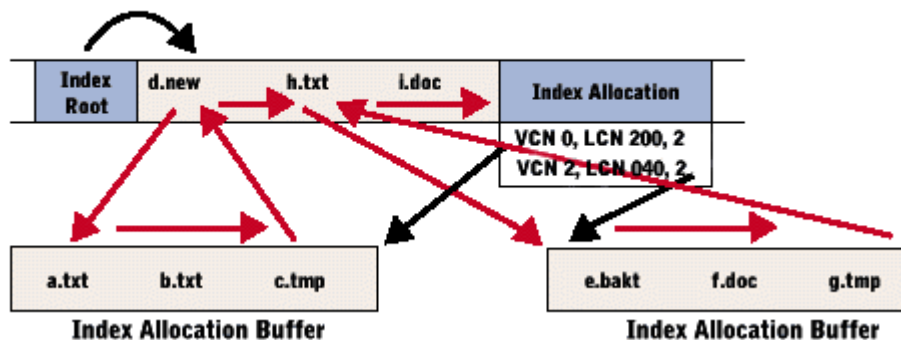 Index
Root
d.new
h.txt
i.doc
Index Allocation
VCN 0, LCN 200, 2
VCN 2, LCN 040, 2
a.txt
b.txt
c.tmp
e.bakt
f.doc
g.tmp
Index Allocation Buffer
Index Allocation Buffer